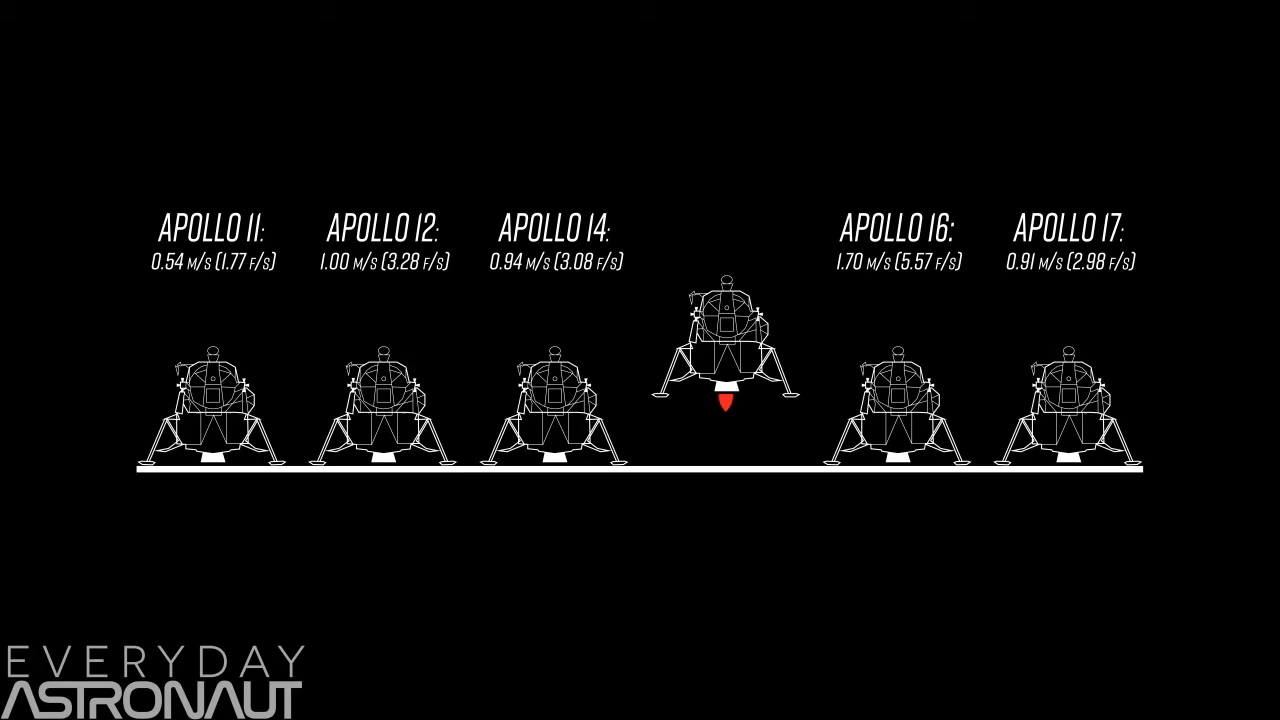 APOLLO 11:
0.54 M/S (1.77 F/S)
APOLLO 12:
1.00 M/S (3.28 F/S)
APOLLO 14:
0.94 M/S (3.08 F/S)
APOLLO 16:
1.70 M/S (5.57 F/S)
APOLLO 17:
0.91 M/S (2.98 F/S)
EVERYDAY
ASTRONAUT